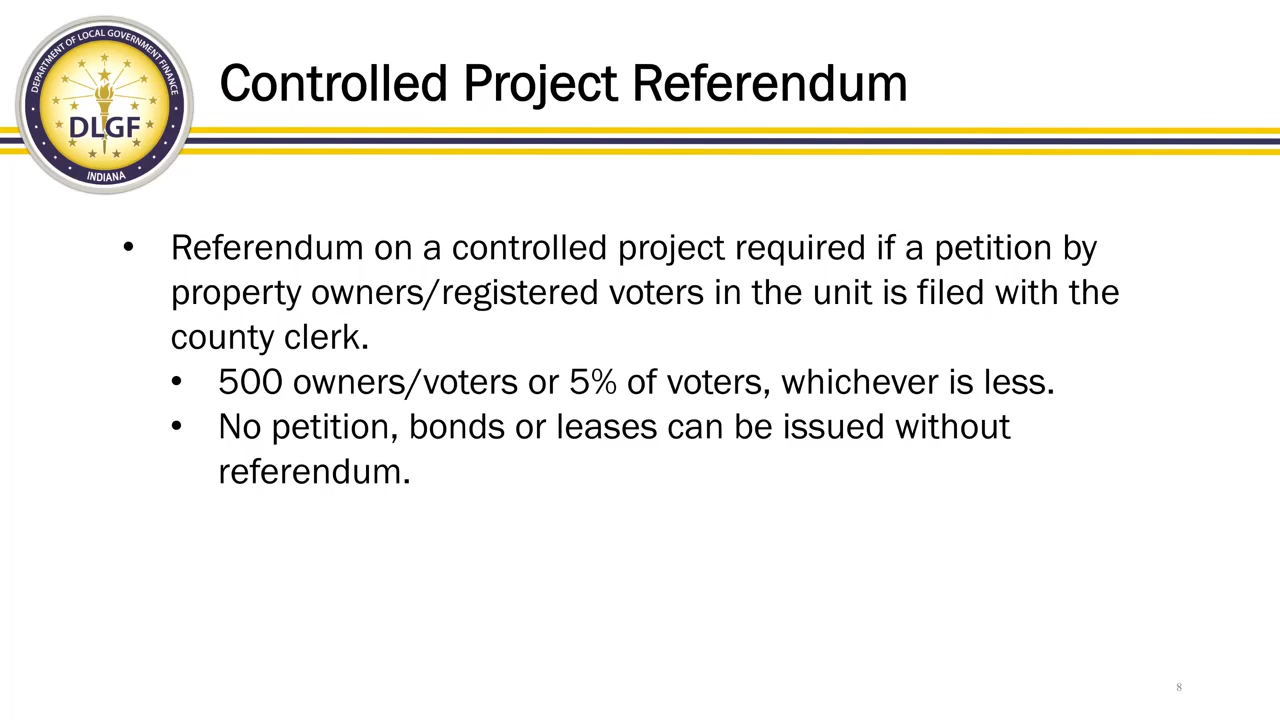 DEPARTMENT OF LOCAL GOVERNMENT FINANCE
DLGF
INDIANA
Controlled Project Referendum
• Referendum on a controlled project required if a petition by
property owners/registered voters in the unit is filed with the
county clerk.
• 500 owners/voters or 5% of voters, whichever is less.
• No petition, bonds or leases can be issued without
referendum.
8